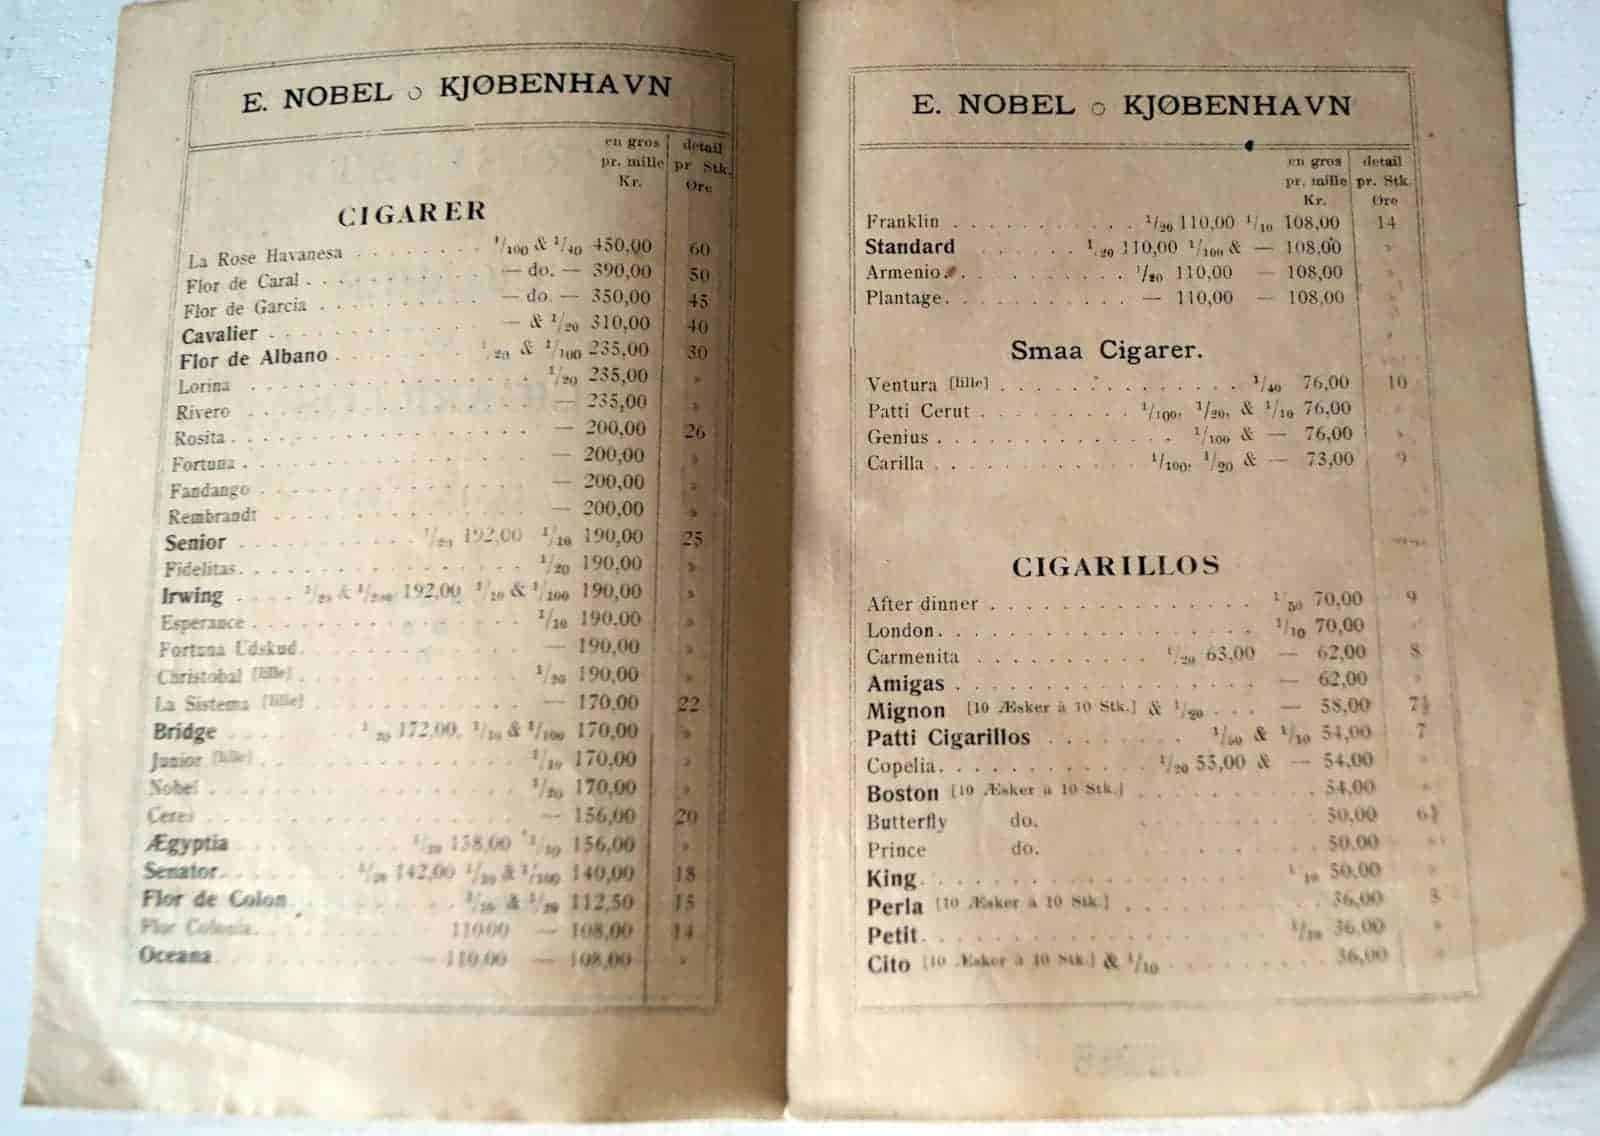 E. NOBEL ○ KJØBENHAVN
en gros pr. mille Kr.
detail pr Stk. Øre
CIGARER
La Rose Havanesa . . . . . . . 1/100 & 1/40 450,00 60
Flor de Caral . . . . . . . . — do. — 390,00 50
Flor de Garcia . . . . . . . . — do. — 350,00 45
Cavalier . . . . . . . . . . — & 1/20 310,00 40
Flor de Albano . . . . . . . 1/20 & 1/100 235,00 30
Lorina . . . . . . . . . . . 1/20 235,00 »
Rivero . . . . . . . . . . . — 235,00 »
Rosita . . . . . . . . . . . — 200,00 26
Fortuna . . . . . . . . . . . — 200,00 »
Fandango . . . . . . . . . . — 200,00 »
Rembrandt . . . . . . . . . . — 200,00 »
Senior . . . . . . . . 1/20 192,00 1/10 190,00 25
Fidelitas . . . . . . . . . . 1/20 190,00 »
Irwing . . . . 1/20 & 1/200 192,00 1/10 & 1/100 190,00 »
Esperance . . . . . . . . . . 1/10 190,00 »
Fortuna Udskud . . . . . . . . — 190,00 »
Christobal [lille] . . . . . . . 1/20 190,00 »
La Sistema [lille] . . . . . . . — 170,00 22
Bridge . . . . . 1/20 172,00, 1/10 & 1/100 170,00 »
Junior [lille] . . . . . . . . . 1/10 170,00 »
Nobel . . . . . . . . . . . 1/20 170,00 »
Ceres . . . . . . . . . . . — 156,00 20
Ægyptia . . . . . . . 1/20 158,00 1/10 156,00 »
Senator . . . . . 1/20 142,00 1/10 & 1/100 140,00 18
Flor de Colon . . . . . . 1/10 & 1/20 112,50 15
Flor Colonia . . . . . . . 110,00 — 108,00 14
Oceana . . . . . . . . — 110,00 — 108,00 »
E. NOBEL ○ KJØBENHAVN
en gros pr. mille Kr.
detail pr. Stk. Øre
Franklin . . . . . . . . 1/20 110,00 1/10 108,00 14
Standard . . . . . 1/20 110,00 1/100 & — 108,00 »
Armenio . . . . . . . . 1/20 110,00 — 108,00 »
Plantage . . . . . . . . — 110,00 — 108,00 »
Smaa Cigarer.
Ventura [lille] . . . . . . . . . . 1/40 76,00 10
Patti Cerut . . . . . . 1/100, 1/20, & 1/10 76,00 »
Genius . . . . . . . . . . 1/100 & — 76,00 »
Carilla . . . . . . . . 1/100, 1/20 & — 73,00 9
CIGARILLOS
After dinner . . . . . . . . . . . 1/50 70,00 9
London . . . . . . . . . . . . . 1/10 70,00 »
Carmenita . . . . . . . . 1/20 63,00 — 62,00 8
Amigas . . . . . . . . . . . . . — 62,00 »
Mignon [10 Æsker à 10 Stk.] & 1/20 . . . — 58,00 7½
Patti Cigarillos . . . . . . . 1/50 & 1/10 54,00 7
Copelia . . . . . . . . . 1/20 55,00 & — 54,00 »
Boston [10 Æsker à 10 Stk.] . . . . . . 54,00 »
Butterfly do. . . . . . . . . . . 50,00 6½
Prince do. . . . . . . . . . . 50,00 »
King . . . . . . . . . . . . . 1/10 50,00 »
Perla [10 Æsker à 10 Stk.] . . . . . . . 36,00 5
Petit . . . . . . . . . . . . . 1/10 36,00 »
Cito [10 Æsker à 10 Stk.] & 1/10 . . . . . . 36,00 »